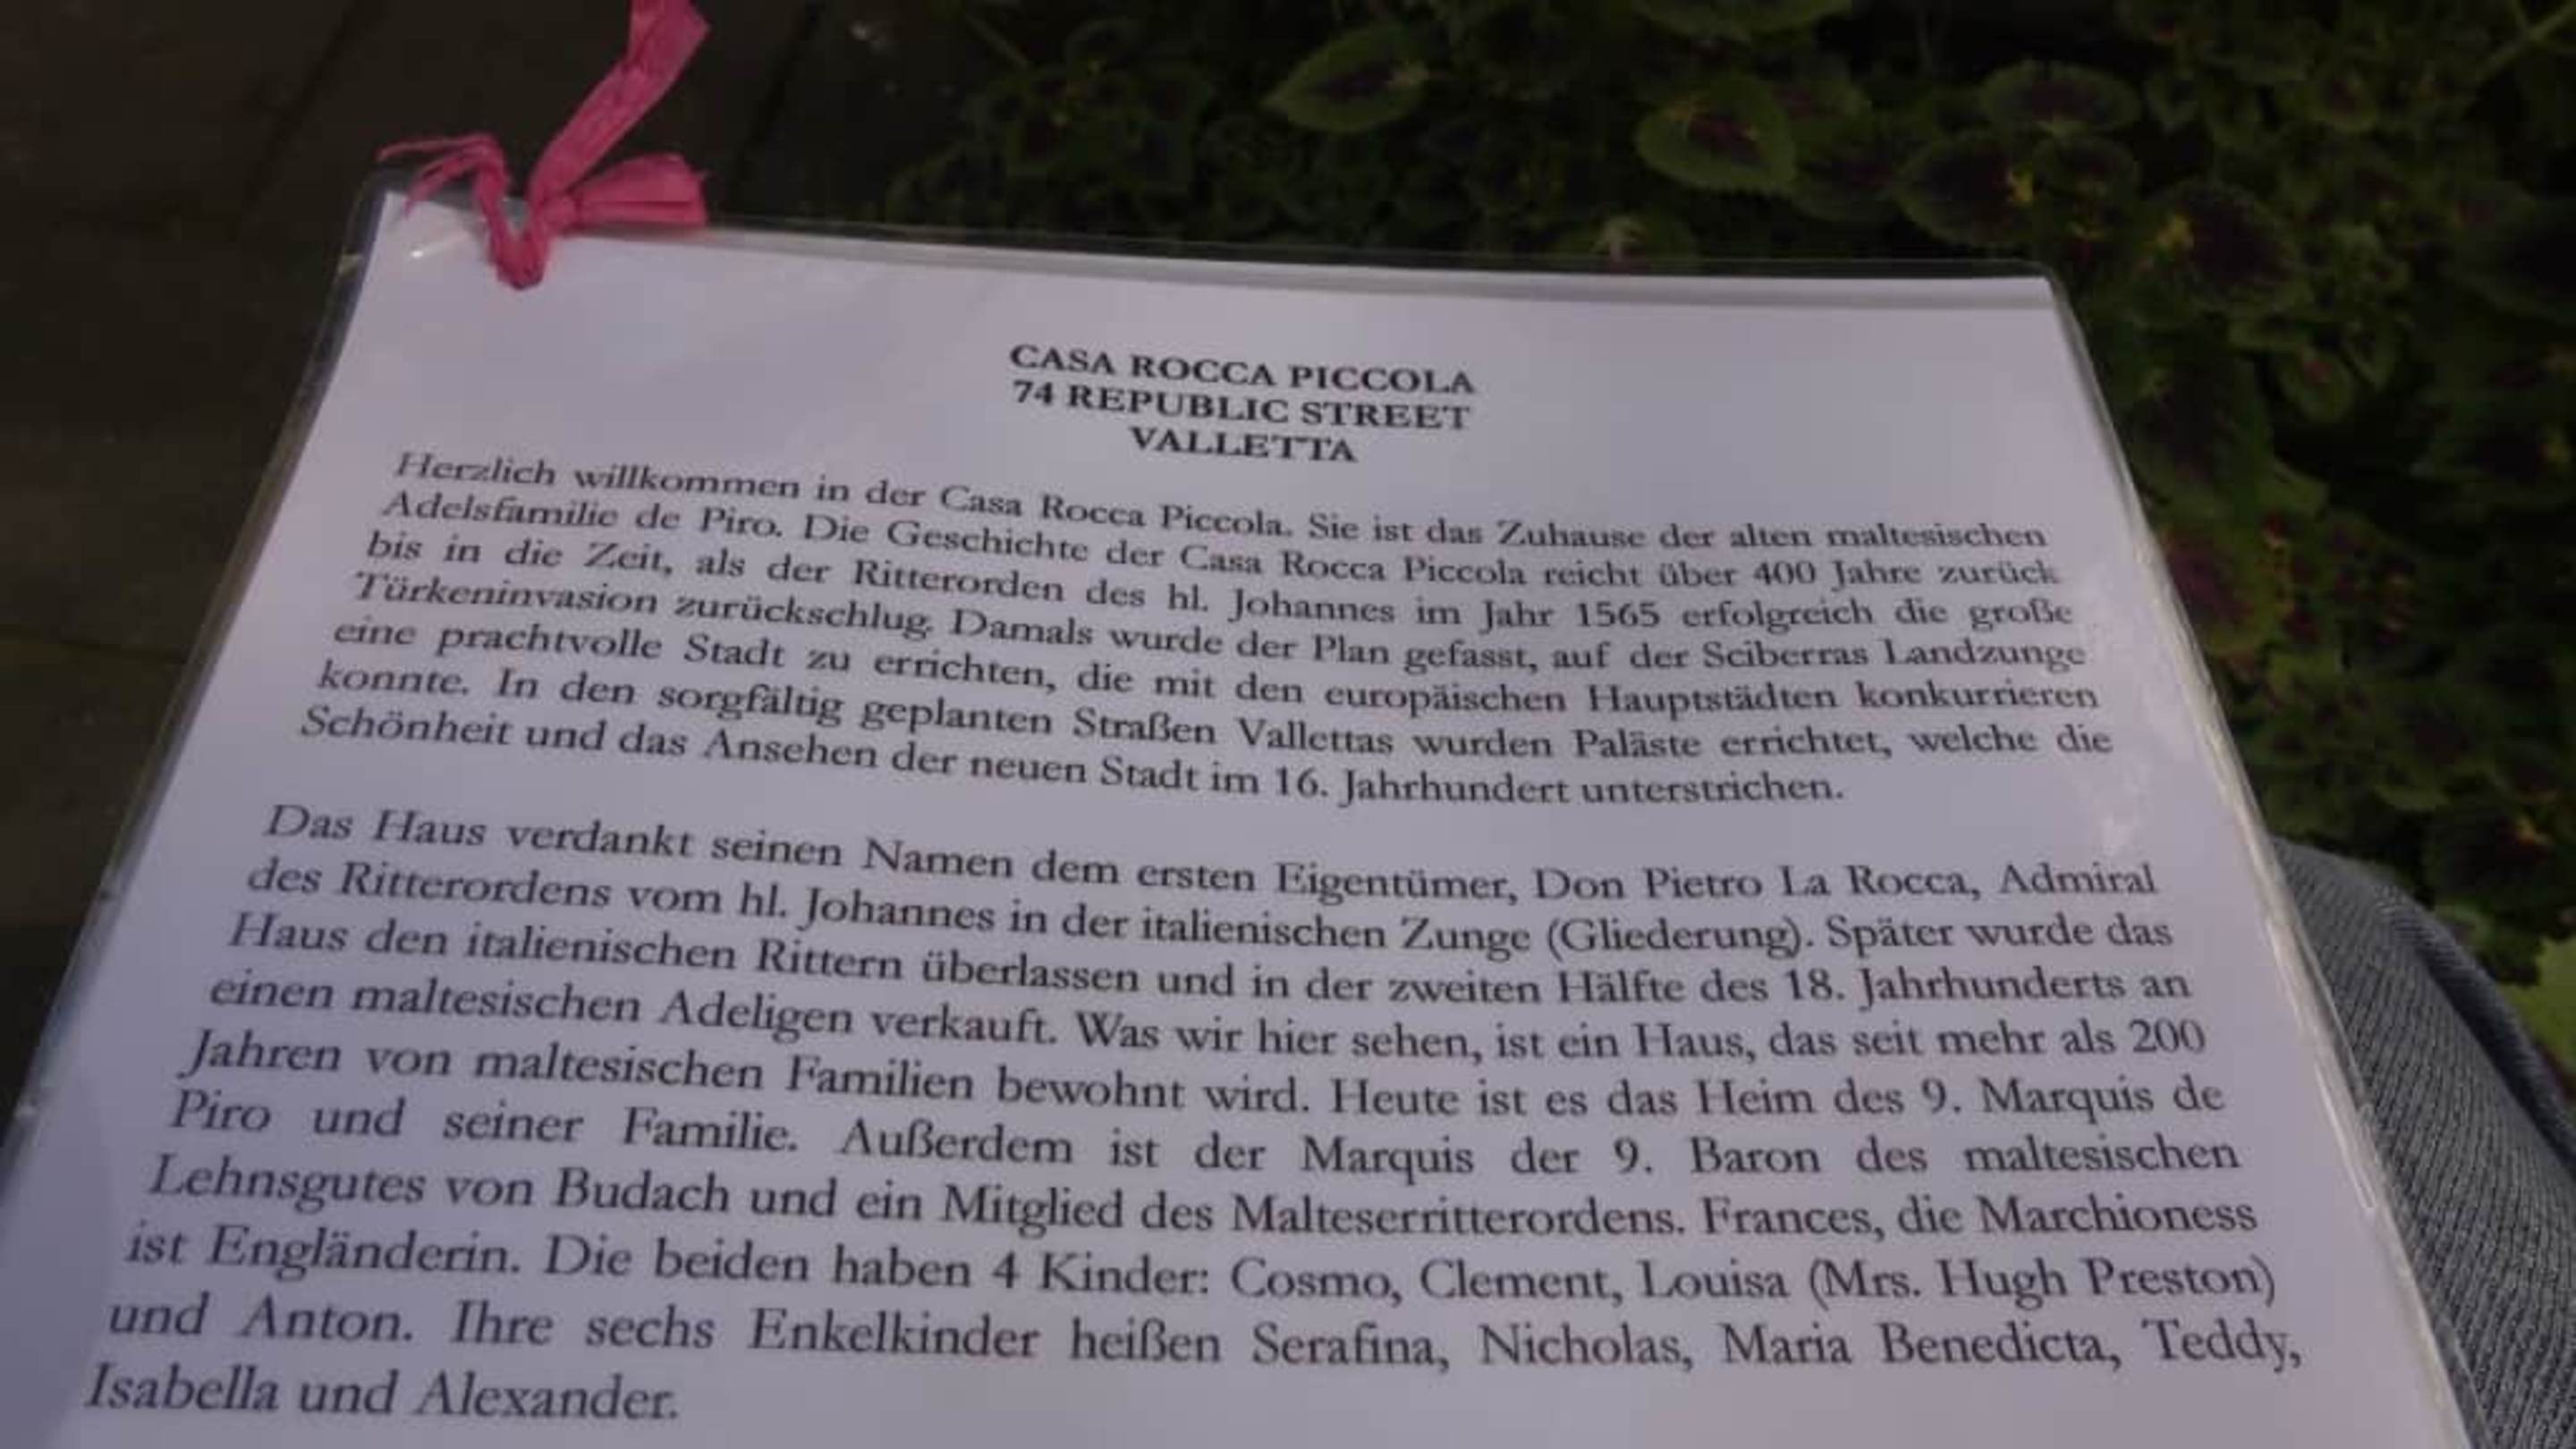 CASA ROCCA PICCOLA
74 REPUBLIC STREET
VALLETTA
Herzlich willkommen in der Casa Rocca Piccola. Sie ist das Zuhause der alten maltesischen
Adelsfamilie de Piro. Die Geschichte der Casa Rocca Piccola reicht über 400 Jahre zurück
bis in die Zeit, als der Ritterorden des hl. Johannes im Jahr 1565 erfolgreich die große
Türkeninvasion zurückschlug. Damals wurde der Plan gefasst, auf der Sciberras Landzunge
eine prachtvolle Stadt zu errichten, die mit den europäischen Hauptstädten konkurrieren
konnte. In den sorgfältig geplanten Straßen Vallettas wurden Paläste errichtet, welche die
Schönheit und das Ansehen der neuen Stadt im 16. Jahrhundert unterstrichen.
Das Haus verdankt seinen Namen dem ersten Eigentümer, Don Pietro La Rocca, Admiral
des Ritterordens vom hl. Johannes in der italienischen Zunge (Gliederung). Später wurde das
Haus den italienischen Rittern überlassen und in der zweiten Hälfte des 18. Jahrhunderts an
einen maltesischen Adeligen verkauft. Was wir hier sehen, ist ein Haus, das seit mehr als 200
Jahren von maltesischen Familien bewohnt wird. Heute ist es das Heim des 9. Marquis de
Piro und seiner Familie. Außerdem ist der Marquis der 9. Baron des maltesischen
Lehnsgutes von Budach und ein Mitglied des Malteserritterordens. Frances, die Marchioness
ist Engländerin. Die beiden haben 4 Kinder: Cosmo, Clement, Louisa (Mrs. Hugh Preston)
und Anton. Ihre sechs Enkelkinder heißen Serafina, Nicholas, Maria Benedicta, Teddy,
Isabella und Alexander.